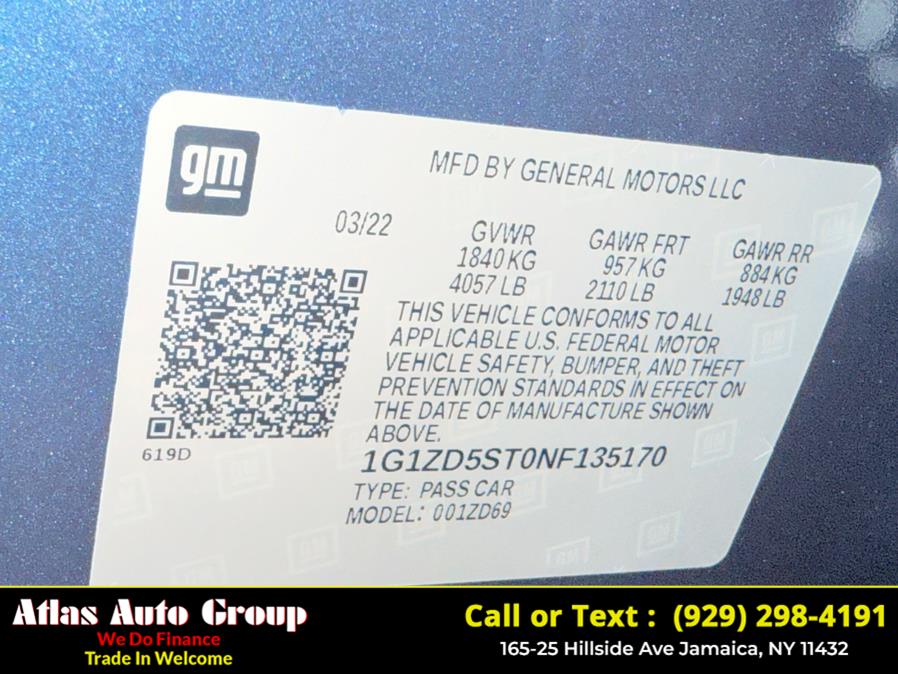 gm
MFD BY GENERAL MOTORS LLC
03/22
GVWR
1840 KG
4057 LB
GAWR FRT
957 KG
2110 LB
GAWR RR
884 KG
1948 LB
THIS VEHICLE CONFORMS TO ALL
APPLICABLE U.S. FEDERAL MOTOR
VEHICLE SAFETY, BUMPER, AND THEFT
PREVENTION STANDARDS IN EFFECT ON
THE DATE OF MANUFACTURE SHOWN
ABOVE.
619D
1G1ZD5ST0NF135170
TYPE: PASS CAR
MODEL: 001ZD69
Atlas Auto Group
We Do Finance
Trade In Welcome
Call or Text : (929) 298-4191
165-25 Hillside Ave Jamaica, NY 11432